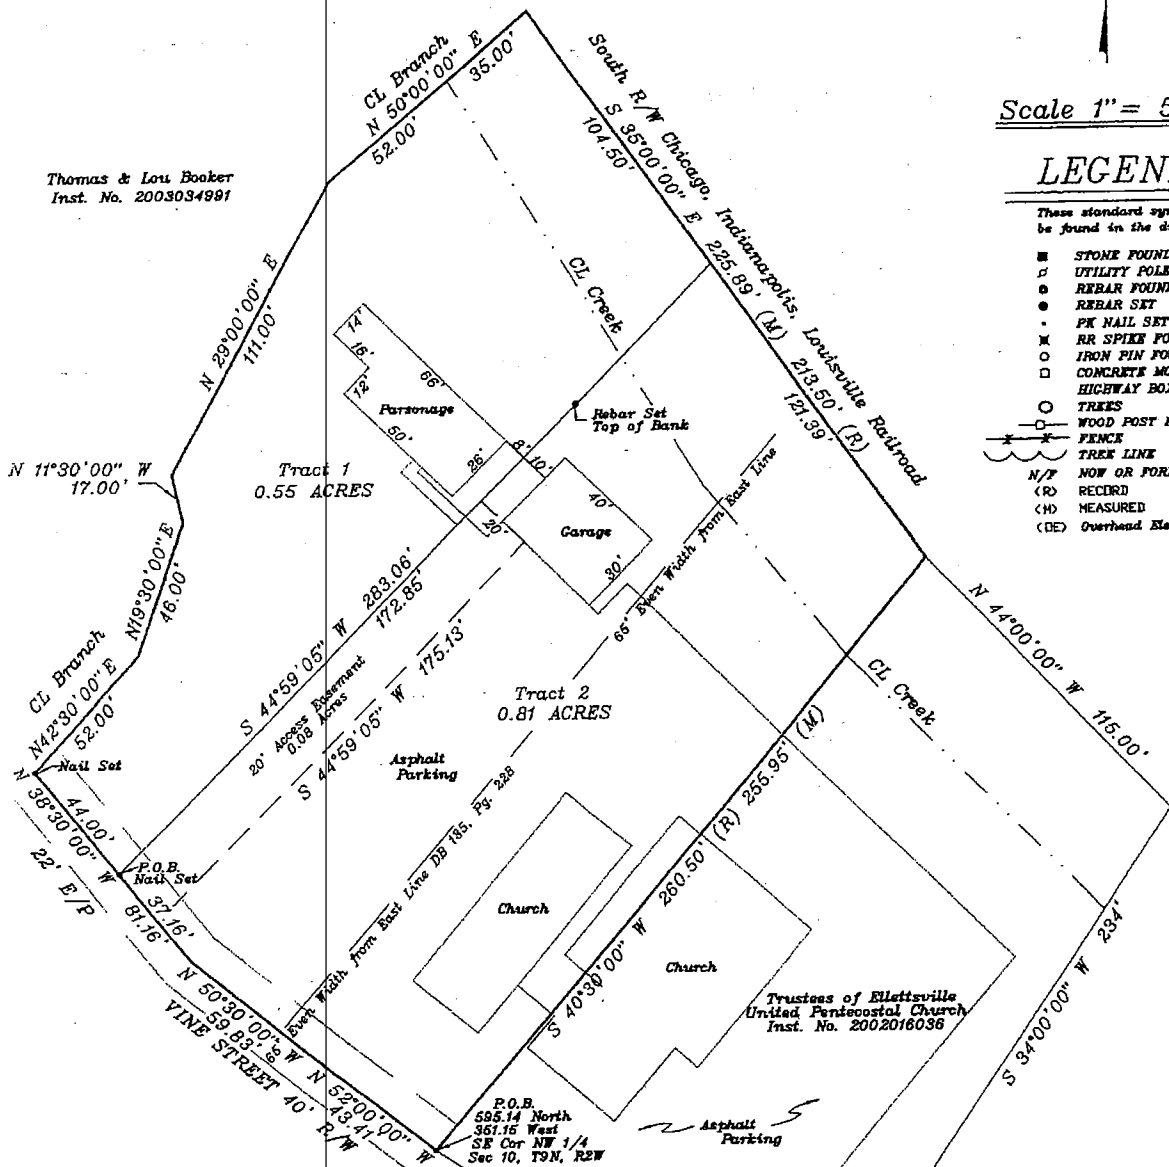 CL Branch
N 50°00'00" E
35.00'
52.00'
South R/W Chicago, Indianapolis, Louisville Railroad
S 35°00'00" E 225.89' (M) 213.50' (R)
104.50'
121.39'
Scale 1" = 5
LEGEN
These standard sy
be found in the d
STONE FOUN
UTILITY POLE
REBAR FOUN
REBAR SET
PK NAIL SET
RR SPIKE FO
IRON PIN FO
CONCRETE MO
HIGHWAY BO
TREES
WOOD POST
FENCE
TREE LINE
N/F NOW OR FOR
(R) RECORD
(M) MEASURED
(OE) Overhead Ele
Thomas & Lou Booker
Inst. No. 2003034991
CL Creek
N 29°00'00" E
111.00'
14'
16'
12'
66'
Parsonage
50'
26'
8'
10'
Rebar Set
Top of Bank
N 11°30'00" W
17.00'
Tract 1
0.55 ACRES
20'
40'
Garage
30'
N19°30'00"E
46.00'
S 44°59'05" W 283.06'
172.85'
S 44°59'05" W 175.13'
20' Access Easement
0.08 Acres
66' Even Width from East Line
N 44°00'00" W 115.00'
CL Branch
N42°30'00" E
52.00'
Tract 2
0.81 ACRES
CL Creek
Nail Set
Asphalt
Parking
N 38°30'00" W
44.00'
P.O.B.
Nail Set
37.16'
81.16'
22' E/P
66' Even Width from East Line DB 185, Pg. 228
S 40°30'00" W 260.50' (R) 255.95' (M)
Church
Church
S 34°00'00" W 234'
Trustees of Ellettsville
United Pentecostal Church
Inst. No. 2002016036
N 50°30'00" W
59.83'
N 52°00'00" W
43.41'
VINE STREET 40' R/W
P.O.B.
595.14 North
361.15 West
SE Cor NW 1/4
Sec 10, T9N, R2W
Asphalt
Parking